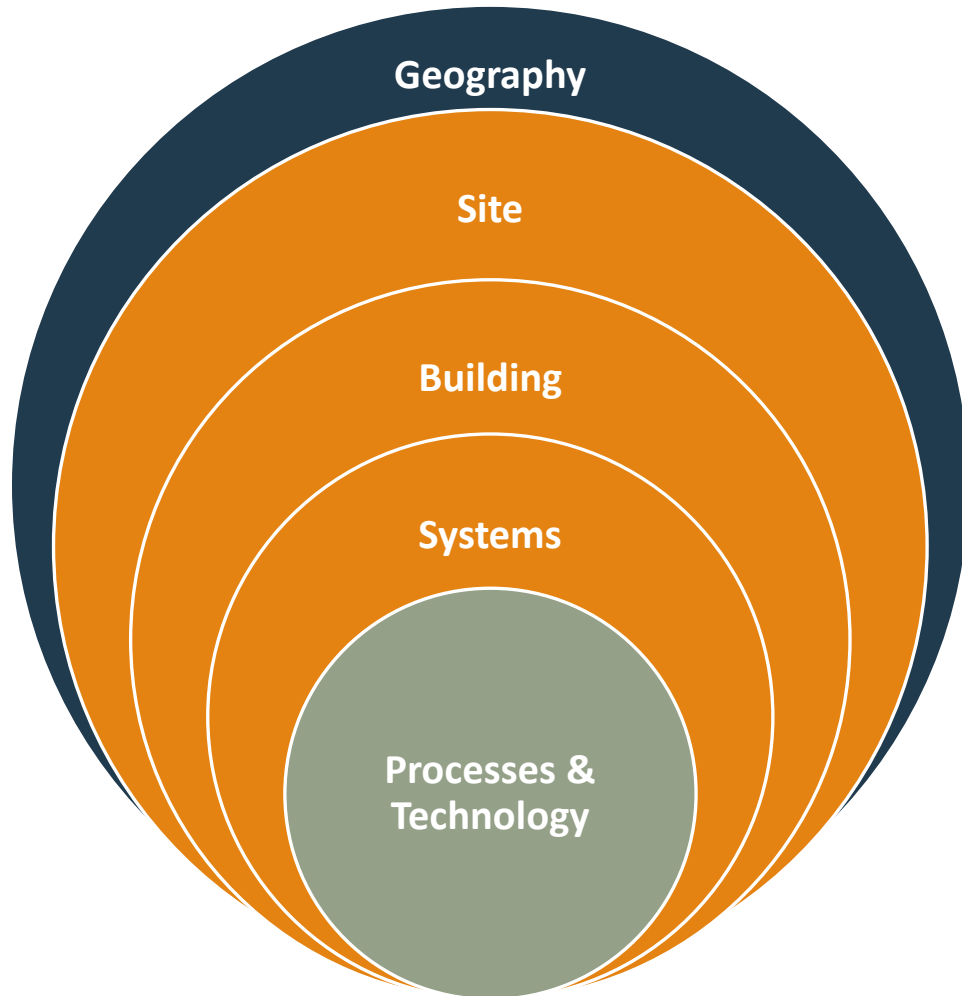 Geography
Site
Building
Systems
Processes &
Technology